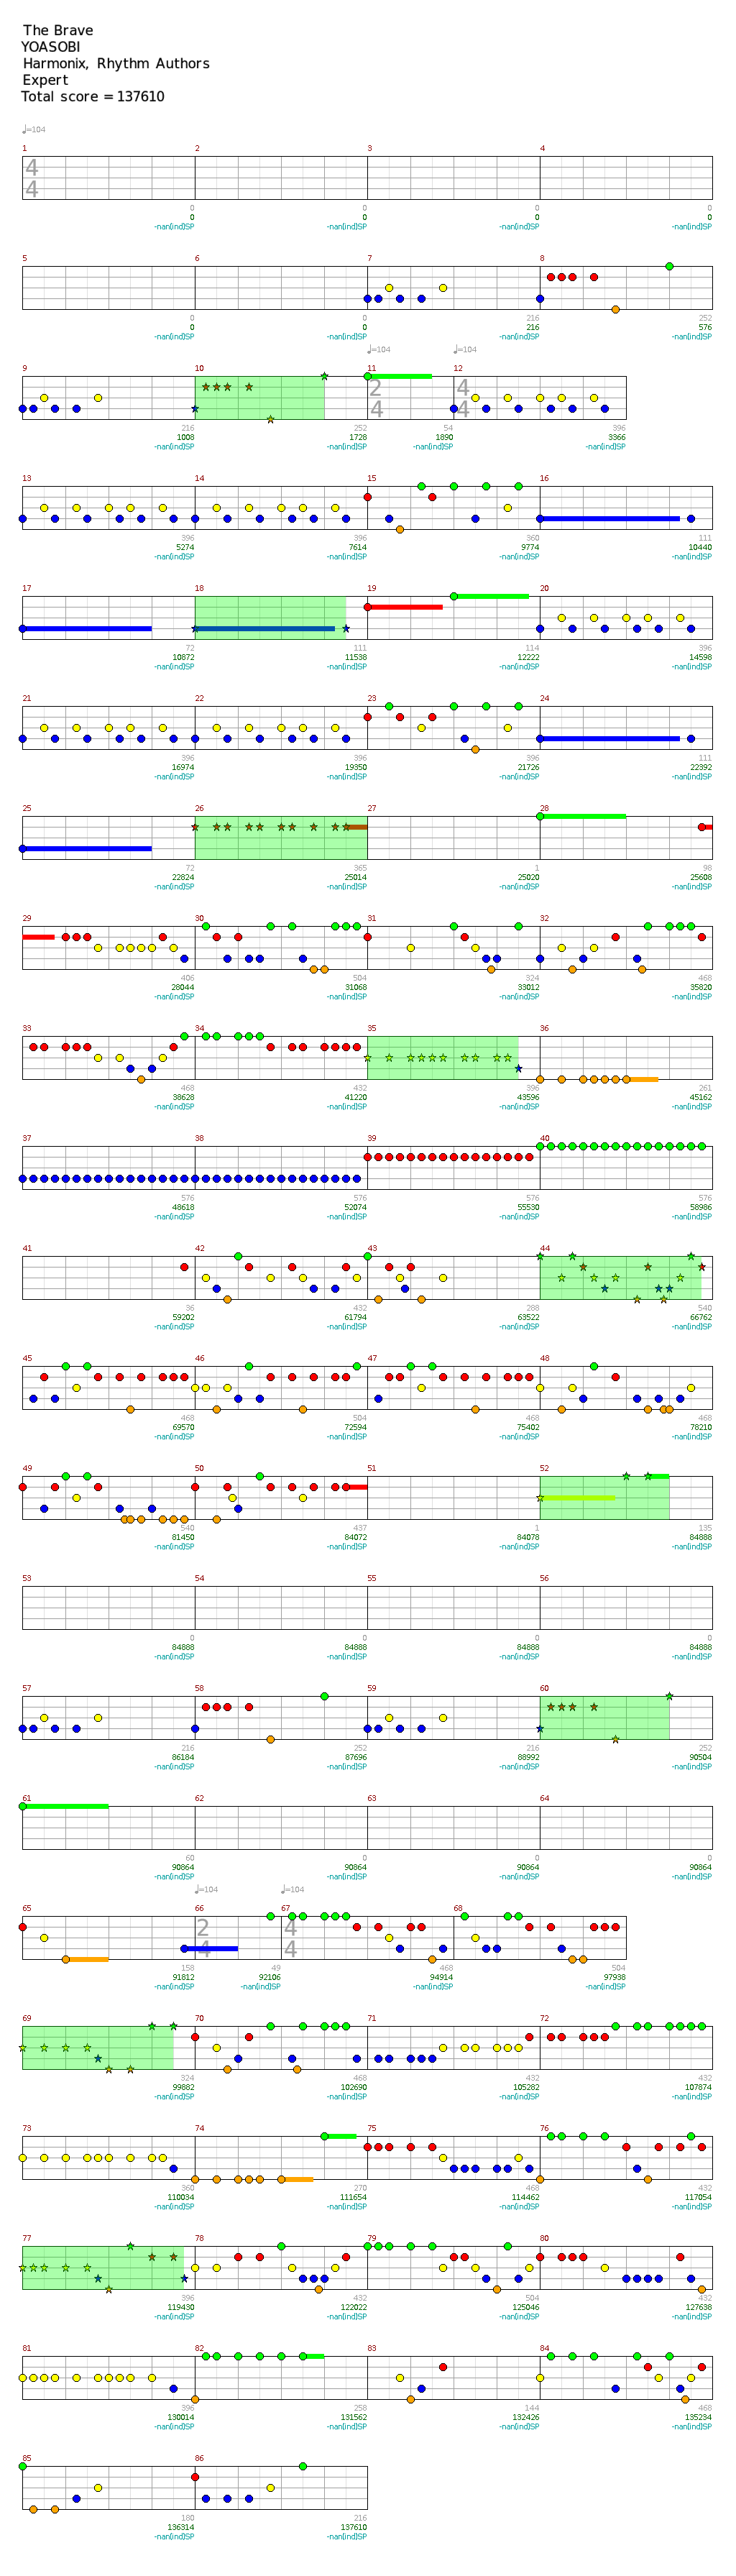 The Brave
YOASOBI
Harmonix, Rhythm Authors
Expert
Total score = 137610
♩=104
1 2 3 4
4
4
0 0 0 0
0 0 0 0
-nan(ind)SP -nan(ind)SP -nan(ind)SP -nan(ind)SP
5 6 7 8
0 0 216 252
0 0 216 576
-nan(ind)SP -nan(ind)SP -nan(ind)SP -nan(ind)SP
♩=104 ♩=104
9 10 11 12
2 4
4 4
216 252 54 396
1008 1728 1890 3366
-nan(ind)SP -nan(ind)SP -nan(ind)SP -nan(ind)SP
13 14 15 16
396 396 360 111
5274 7614 9774 10440
-nan(ind)SP -nan(ind)SP -nan(ind)SP -nan(ind)SP
17 18 19 20
72 111 114 396
10872 11538 12222 14598
-nan(ind)SP -nan(ind)SP -nan(ind)SP -nan(ind)SP
21 22 23 24
396 396 396 111
16974 19350 21726 22392
-nan(ind)SP -nan(ind)SP -nan(ind)SP -nan(ind)SP
25 26 27 28
72 365 1 98
22824 25014 25020 25608
-nan(ind)SP -nan(ind)SP -nan(ind)SP -nan(ind)SP
29 30 31 32
406 504 324 468
28044 31068 33012 35820
-nan(ind)SP -nan(ind)SP -nan(ind)SP -nan(ind)SP
33 34 35 36
468 432 396 261
38628 41220 43596 45162
-nan(ind)SP -nan(ind)SP -nan(ind)SP -nan(ind)SP
37 38 39 40
576 576 576 576
48618 52074 55530 58986
-nan(ind)SP -nan(ind)SP -nan(ind)SP -nan(ind)SP
41 42 43 44
36 432 288 540
59202 61794 63522 66762
-nan(ind)SP -nan(ind)SP -nan(ind)SP -nan(ind)SP
45 46 47 48
468 504 468 468
69570 72594 75402 78210
-nan(ind)SP -nan(ind)SP -nan(ind)SP -nan(ind)SP
49 50 51 52
540 437 1 135
81450 84072 84078 84888
-nan(ind)SP -nan(ind)SP -nan(ind)SP -nan(ind)SP
53 54 55 56
0 0 0 0
84888 84888 84888 84888
-nan(ind)SP -nan(ind)SP -nan(ind)SP -nan(ind)SP
57 58 59 60
216 252 216 252
86184 87696 88992 90504
-nan(ind)SP -nan(ind)SP -nan(ind)SP -nan(ind)SP
61 62 63 64
60 0 0 0
90864 90864 90864 90864
-nan(ind)SP -nan(ind)SP -nan(ind)SP -nan(ind)SP
♩=104 ♩=104
65 66 67 68
2 4
4 4
158 49 468 504
91812 92106 94914 97938
-nan(ind)SP -nan(ind)SP -nan(ind)SP -nan(ind)SP
69 70 71 72
324 468 432 432
99882 102690 105282 107874
-nan(ind)SP -nan(ind)SP -nan(ind)SP -nan(ind)SP
73 74 75 76
360 270 468 432
110034 111654 114462 117054
-nan(ind)SP -nan(ind)SP -nan(ind)SP -nan(ind)SP
77 78 79 80
396 432 504 432
119430 122022 125046 127638
-nan(ind)SP -nan(ind)SP -nan(ind)SP -nan(ind)SP
81 82 83 84
396 258 144 468
130014 131562 132426 135234
-nan(ind)SP -nan(ind)SP -nan(ind)SP -nan(ind)SP
85 86
180 216
136314 137610
-nan(ind)SP -nan(ind)SP